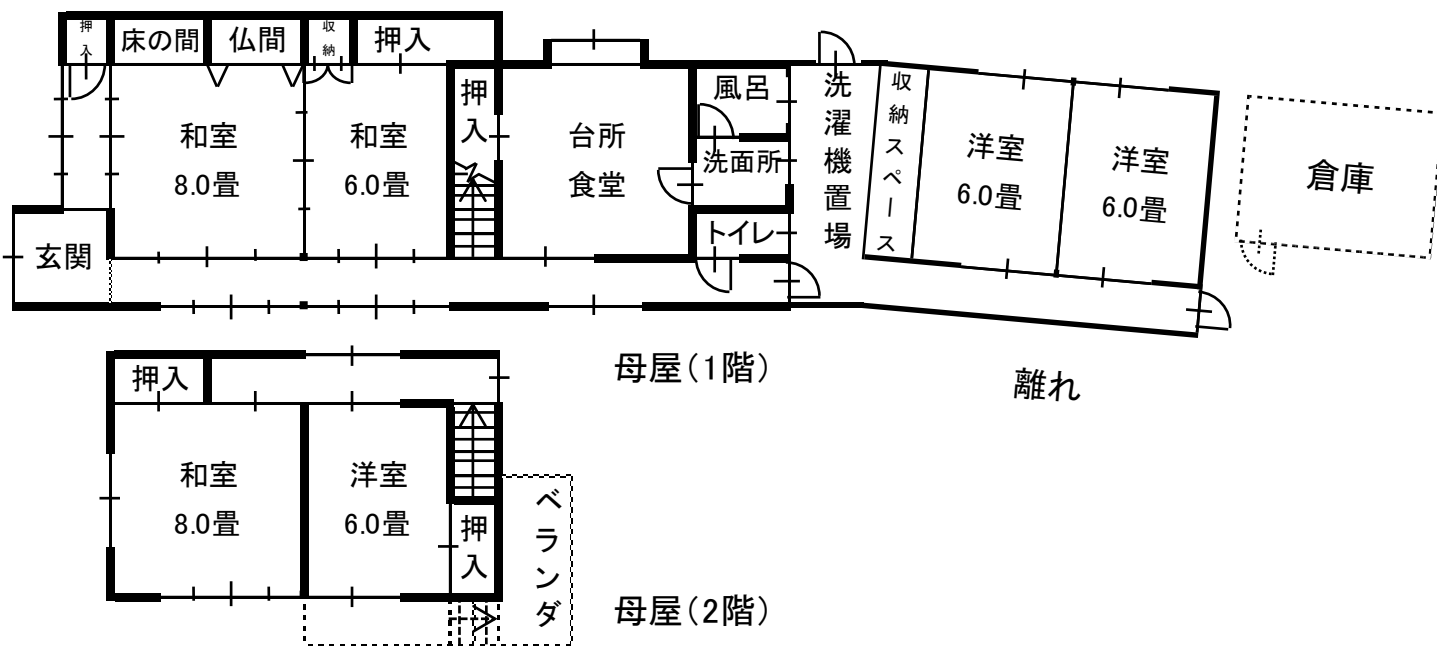 押入
床の間
仏間
収納
押入
和室
8.0畳
和室
6.0畳
押入
台所
食堂
風呂
洗面所
トイレ
洗濯機置場
収納スペース
洋室
6.0畳
洋室
6.0畳
倉庫
玄関
母屋(1階)
離れ
押入
和室
8.0畳
洋室
6.0畳
押入
ベランダ
母屋(2階)